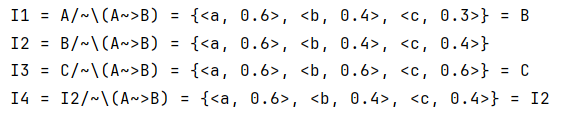 I1 = A/~\(A~>B) = {<a, 0.6>, <b, 0.4>, <c, 0.3>} = B
I2 = B/~\(A~>B) = {<a, 0.6>, <b, 0.4>, <c, 0.4>}
I3 = C/~\(A~>B) = {<a, 0.6>, <b, 0.6>, <c, 0.6>} = C
I4 = I2/~\(A~>B) = {<a, 0.6>, <b, 0.4>, <c, 0.4>} = I2